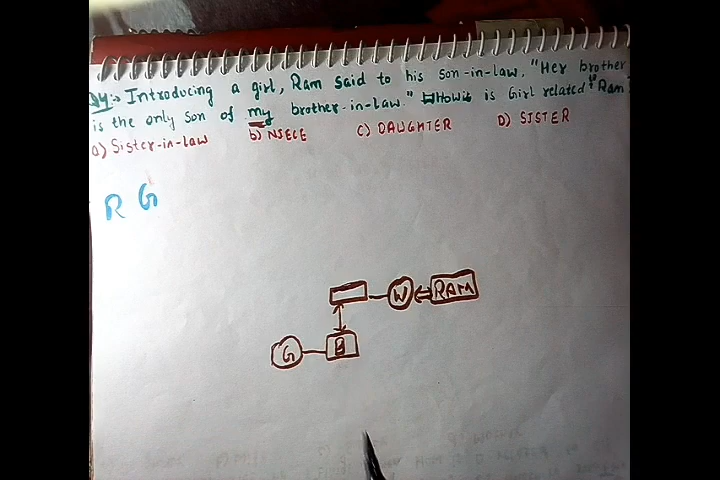 Q4:→ Introducing a girl, Ram said to his son-in-law, "Her brother
is the only son of my brother-in-law." How is Girl related to Ram
a) Sister-in-law b) NIECE C) DAUGHTER D) SISTER
R G
W RAM
G B